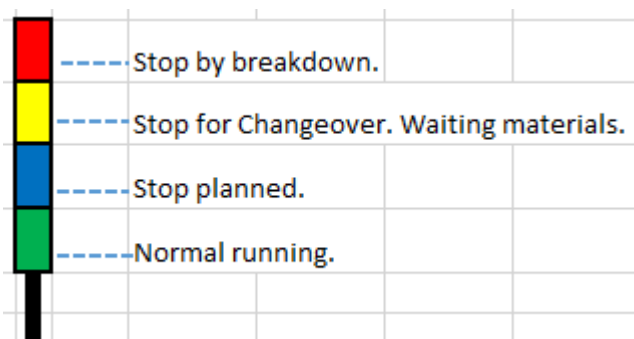 Stop by breakdown.
Stop for Changeover. Waiting materials.
Stop planned.
Normal running.